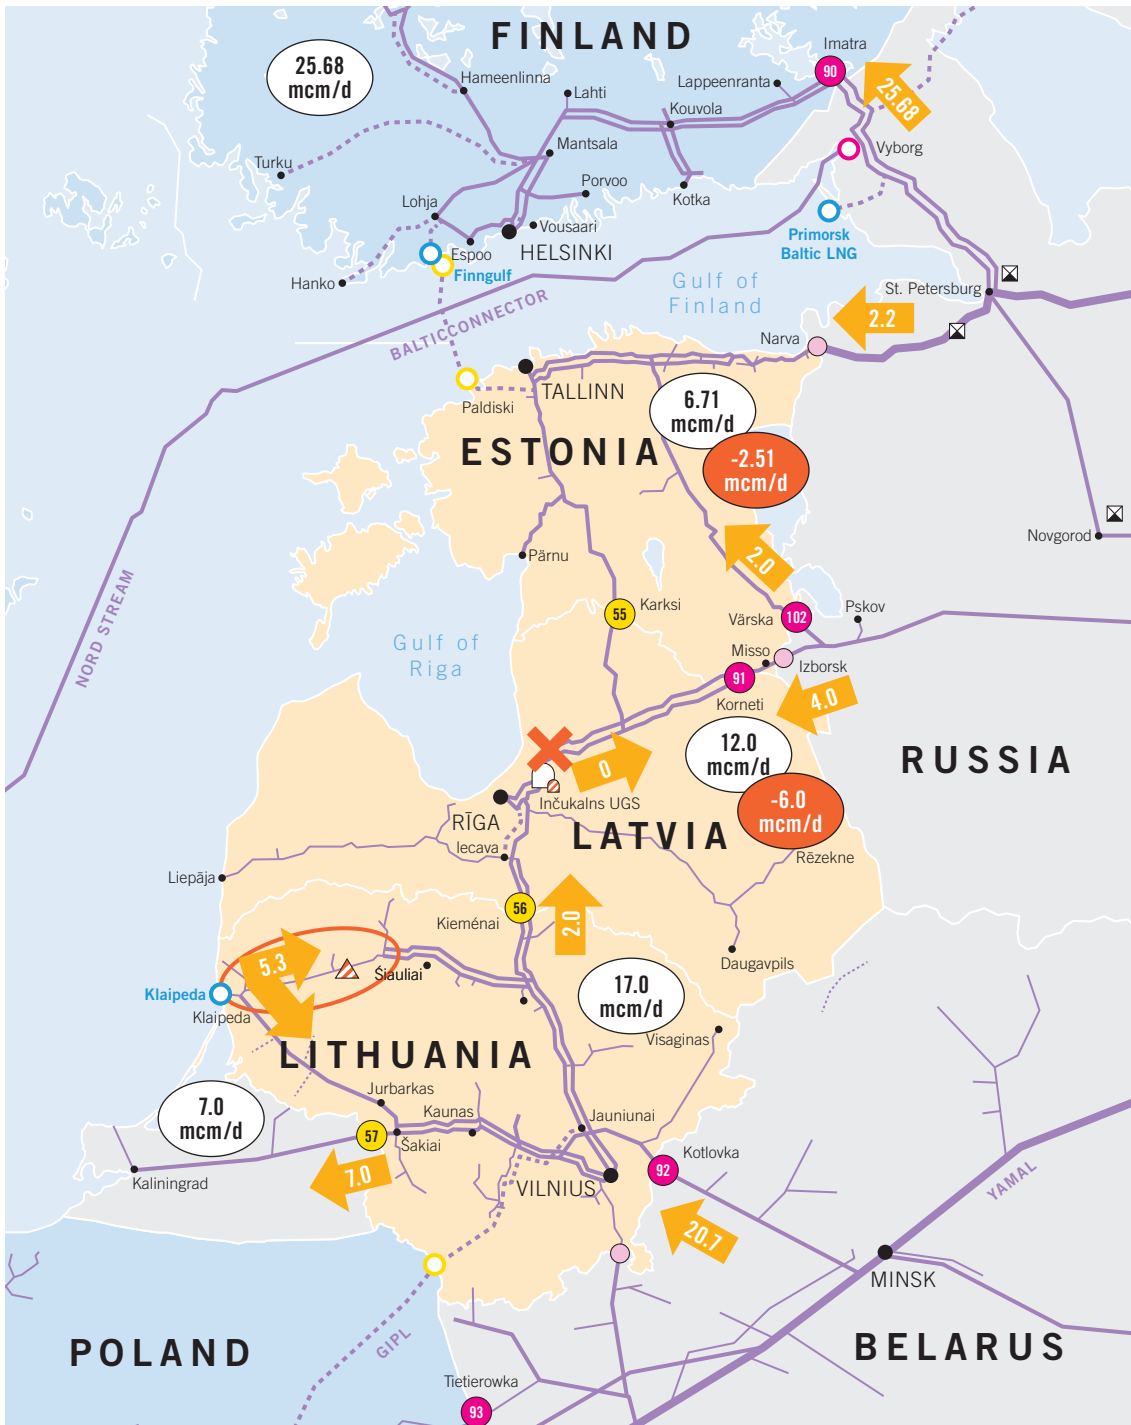 FINLAND
Imatra
90
25.68
mcm/d
Hameenlinna
Lappeenranta
25.68
Lahti
Kouvola
Mantsala
Vyborg
Turku
Porvoo
Kotka
Lohja
Vousaari
Primorsk
Baltic LNG
Espoo
HELSINKI
Finngulf
Hanko
Gulf of
Finland
St. Petersburg
BALTICCONNECTOR
2.2
Narva
TALLINN
Paldiski
6.71
mcm/d
ESTONIA
-2.51
mcm/d
Novgorod
2.0
Pärnu
NORD STREAM
55
Karksi
Värska
102
Pskov
Gulf of
Riga
Misso
Izborsk
91
Korneti
4.0
12.0
mcm/d
RUSSIA
0
Inčukalns UGS
-6.0
mcm/d
RĪGA
LATVIA
Iecava
Rēzekne
Liepāja
56
Kieménai
2.0
Daugavpils
5.3
Šiauliai
17.0
mcm/d
Klaipeda
Klaipeda
Visaginas
LITHUANIA
Jurbarkas
7.0
mcm/d
Kaunas
Jauniunai
57
Šakiai
Kotlovka
92
Kaliningrad
7.0
VILNIUS
YAMAL
20.7
MINSK
POLAND
GIPL
BELARUS
Tietierowka
93